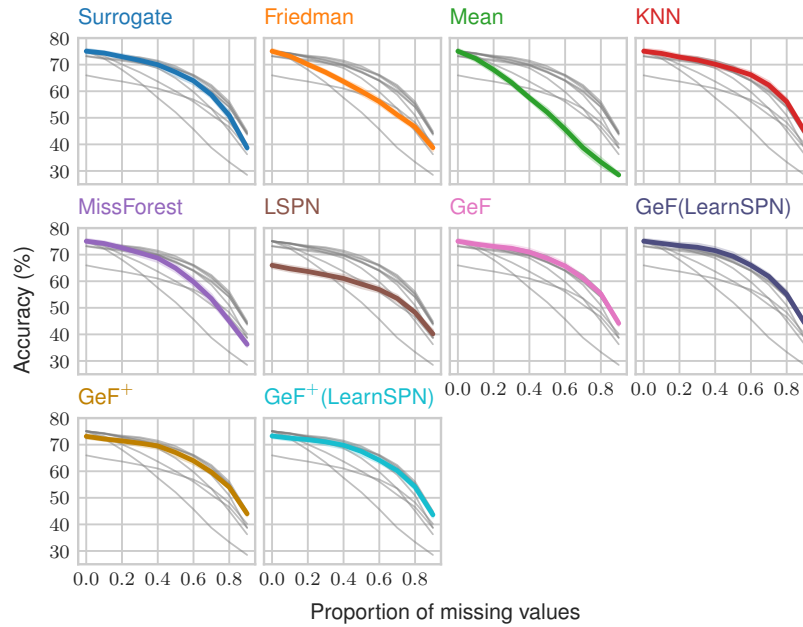 Surrogate Friedman Mean KNN
80
70
60
50
40
30
MissForest LSPN GeF GeF(LearnSPN)
80
70
60
50
40
30
0.0 0.2 0.4 0.6 0.8 0.0 0.2 0.4 0.6 0.8
GeF⁺ GeF⁺(LearnSPN)
80
70
60
50
40
30
0.0 0.2 0.4 0.6 0.8 0.0 0.2 0.4 0.6 0.8
Accuracy (%)
Proportion of missing values